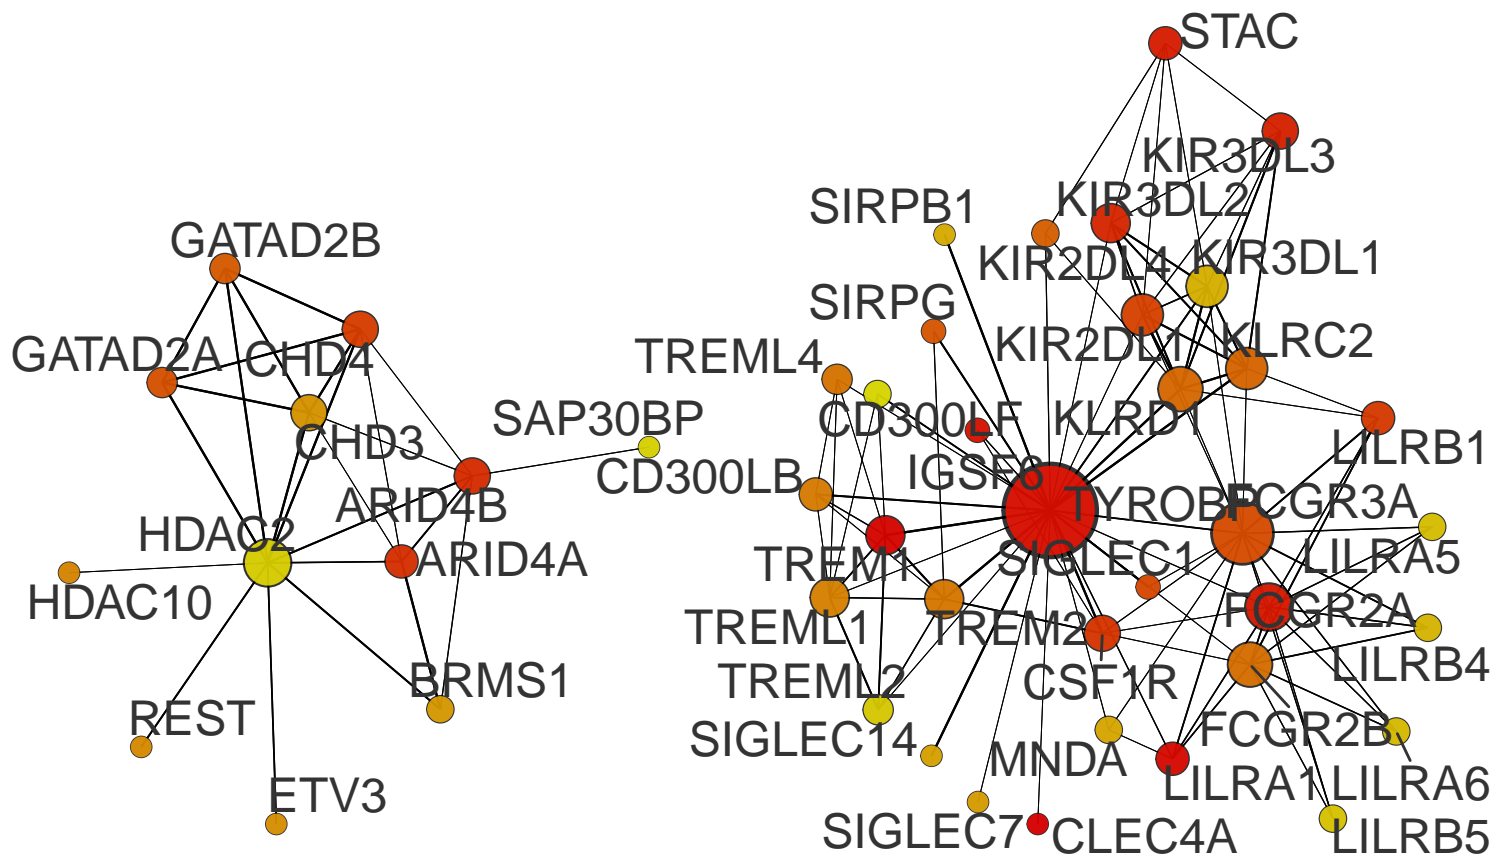 STAC
KIR3DL3
KIR3DL2
SIRPB1
GATAD2B
KIR2DL4
KIR3DL1
SIRPG
GATAD2A
CHD4
TREML4
KIR2DL1
KLRC2
SAP30BP
CD300LF
KLRD1
CHD3
LILRB1
CD300LB
IGSF6
ARID4B
TYROBP
FCGR3A
HDAC2
ARID4A
TREM1
SIGLEC1
LILRA5
HDAC10
FCGR2A
TREML1
TREM2
LILRB4
BRMS1
TREML2
CSF1R
REST
SIGLEC14
FCGR2B
MNDA
LILRA1
LILRA6
ETV3
SIGLEC7
CLEC4A
LILRB5